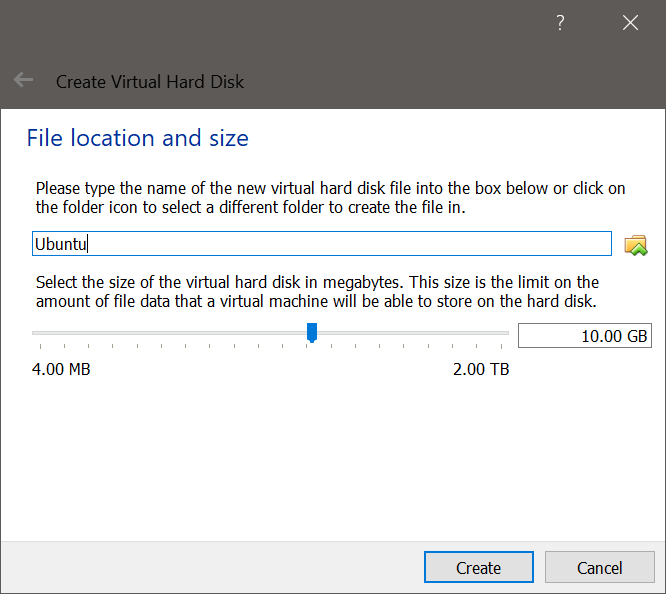 ?
Create Virtual Hard Disk
File location and size
Please type the name of the new virtual hard disk file into the box below or click on
the folder icon to select a different folder to create the file in.
Ubuntu
Select the size of the virtual hard disk in megabytes. This size is the limit on the
amount of file data that a virtual machine will be able to store on the hard disk.
10.00 GB
4.00 MB 2.00 TB
Create Cancel